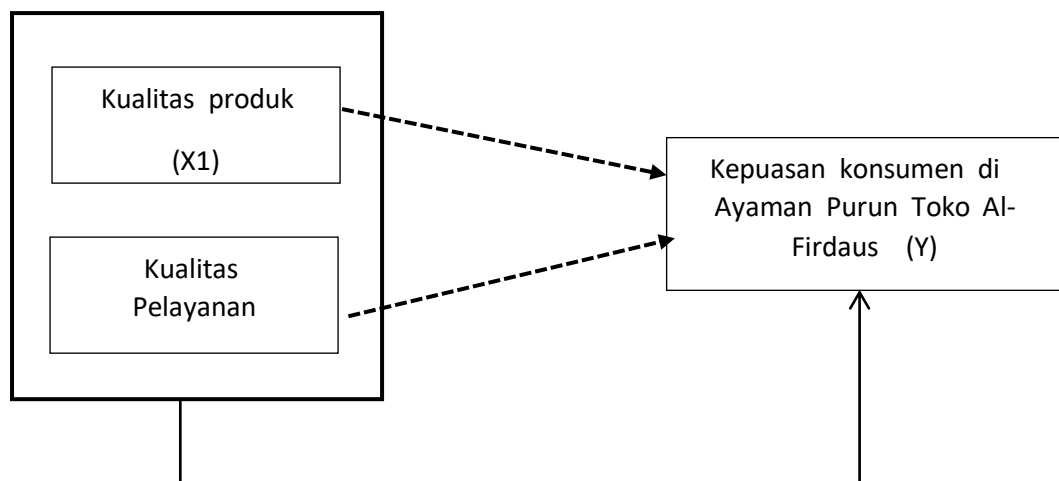 Kualitas produk
(X1)
Kualitas
Pelayanan
Kepuasan konsumen di
Ayaman Purun Toko Al-
Firdaus (Y)